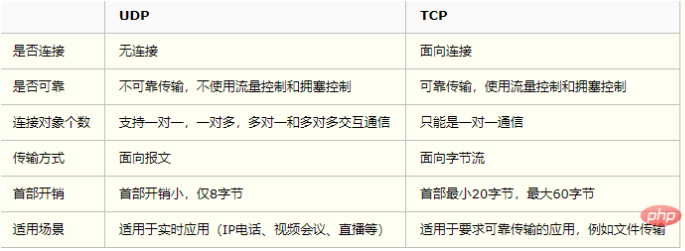 UDP TCP
是否连接 无连接 面向连接
是否可靠 不可靠传输，不使用流量控制和拥塞控制 可靠传输，使用流量控制和拥塞控制
连接对象个数 支持一对一，一对多，多对一和多对多交互通信 只能是一对一通信
传输方式 面向报文 面向字节流
首部开销 首部开销小，仅8字节 首部最小20字节，最大60字节
适用场景 适用于实时应用（IP电话、视频会议、直播等） 适用于要求可靠传输的应用，例如文件传输
php